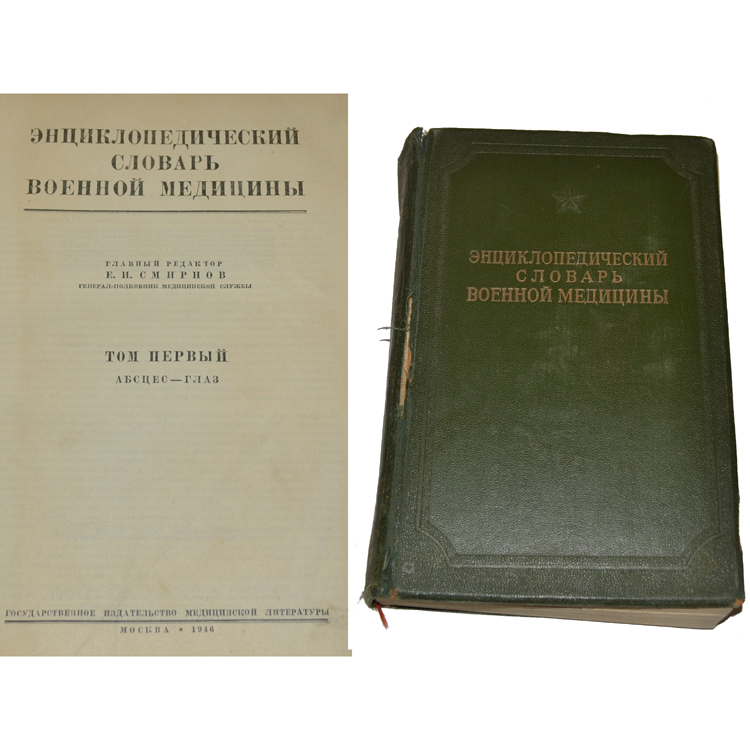 ЭНЦИКЛОПЕДИЧЕСКИЙ
СЛОВАРЬ
ВОЕННОЙ МЕДИЦИНЫ
ГЛАВНЫЙ РЕДАКТОР
Е. И. СМИРНОВ
ГЕНЕРАЛ-ПОЛКОВНИК МЕДИЦИНСКОЙ СЛУЖБЫ
ТОМ ПЕРВЫЙ
АБСЦЕС—ГЛАЗ
ГОСУДАРСТВЕННОЕ ИЗДАТЕЛЬСТВО МЕДИЦИНСКОЙ ЛИТЕРАТУРЫ
МОСКВА • 1946
ЭНЦИКЛОПЕДИЧЕСКИЙ
СЛОВАРЬ
ВОЕННОЙ МЕДИЦИНЫ